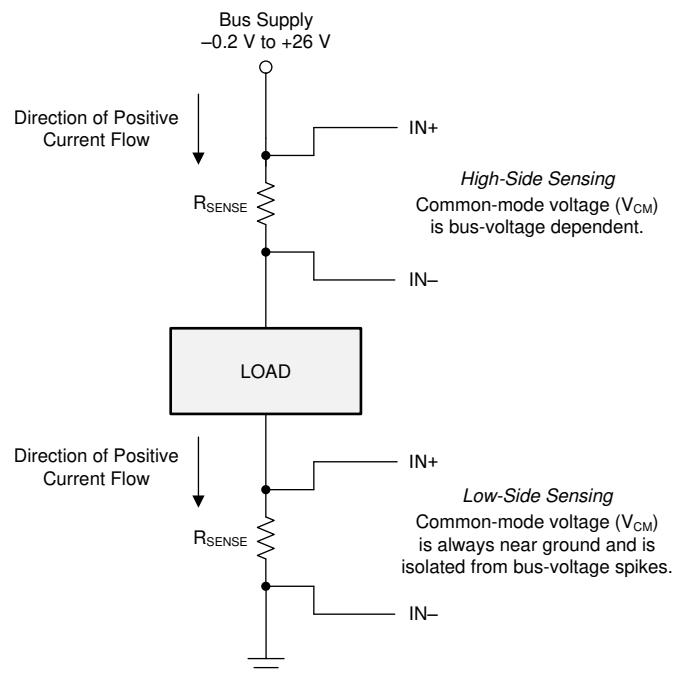 Bus Supply
–0.2 V to +26 V
Direction of Positive
Current Flow
IN+
High-Side Sensing
Common-mode voltage (VCM)
is bus-voltage dependent.
RSENSE
IN–
LOAD
Direction of Positive
Current Flow
IN+
Low-Side Sensing
Common-mode voltage (VCM)
is always near ground and is
isolated from bus-voltage spikes.
RSENSE
IN–